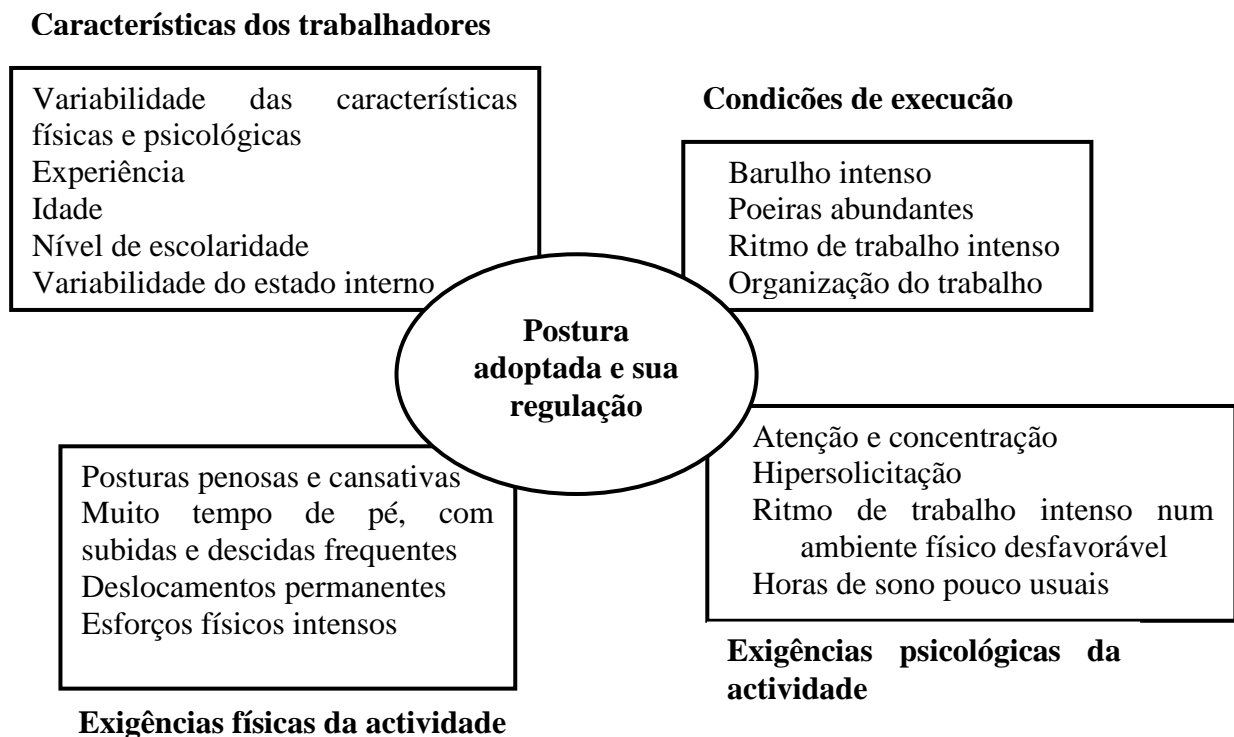 Características dos trabalhadores
Variabilidade das características
físicas e psicológicas
Experiência
Idade
Nível de escolaridade
Variabilidade do estado interno
Condicões de execucão
Barulho intenso
Poeiras abundantes
Ritmo de trabalho intenso
Organização do trabalho
Postura
adoptada e sua
regulação
Posturas penosas e cansativas
Muito tempo de pé, com
subidas e descidas frequentes
Deslocamentos permanentes
Esforços físicos intensos
Exigências físicas da actividade
Atenção e concentração
Hipersolicitação
Ritmo de trabalho intenso num
ambiente físico desfavorável
Horas de sono pouco usuais
Exigências psicológicas da
actividade